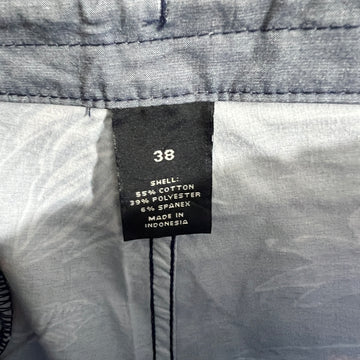 38
SHELL:
55% COTTON
39% POLYESTER
6% SPANEX
MADE IN
INDONESIA